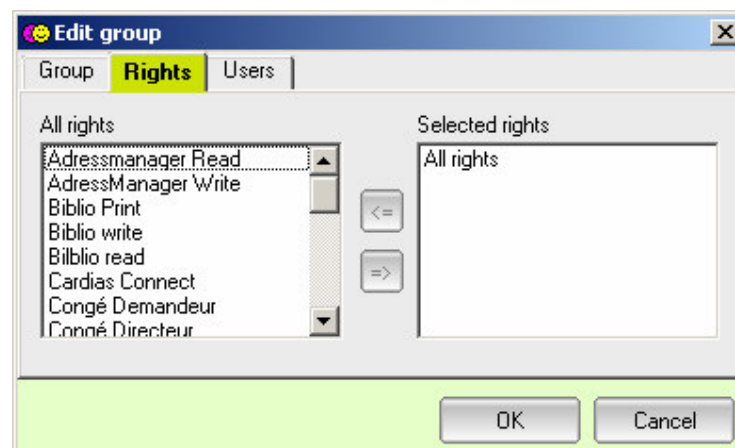 Edit group
Group Rights Users
All rights
Adressmanager Read
AdressManager Write
Biblio Print
Biblio write
Bilblio read
Cardias Connect
Congé Demandeur
Congé Directeur
<=
=>
Selected rights
All rights
OK Cancel